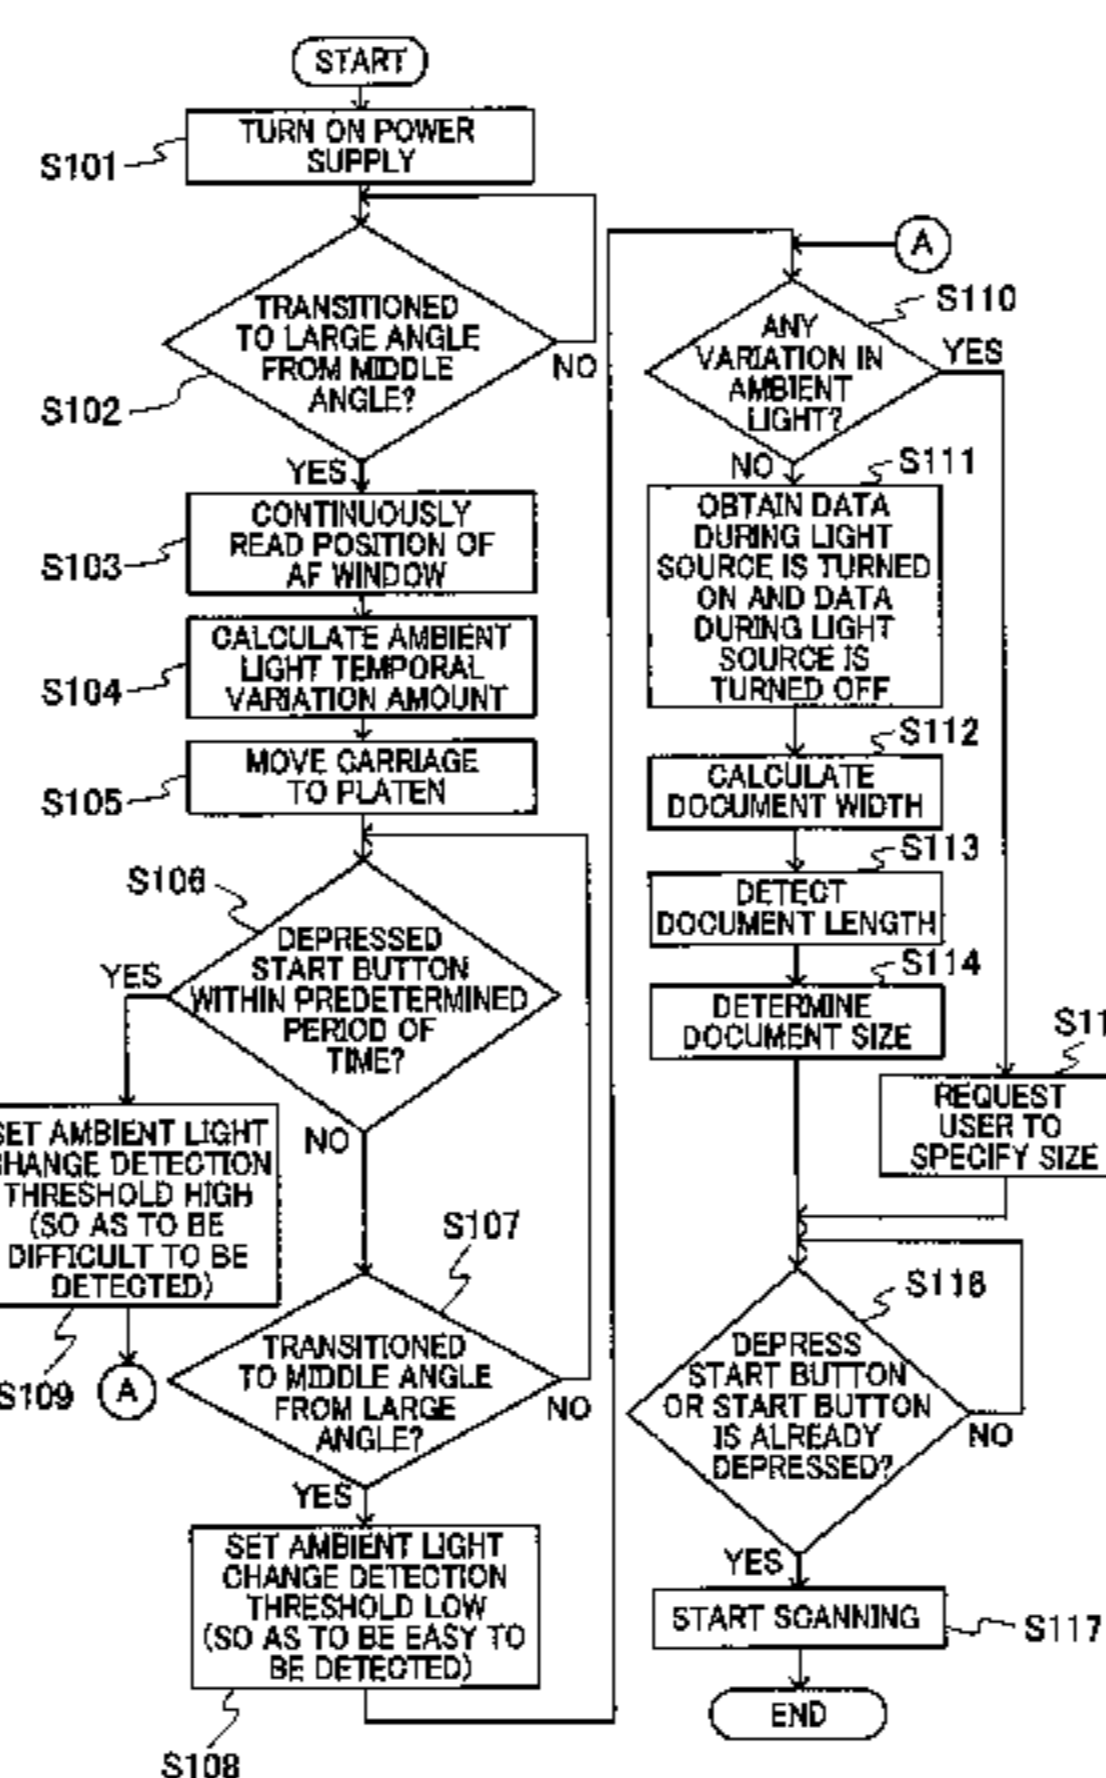 START
TURN ON POWER
SUPPLY
S101
TRANSITIONED
TO LARGE ANGLE
FROM MIDDLE
ANGLE?
NO
S102
YES
CONTINUOUSLY
READ POSITION OF
AF WINDOW
S103
CALCULATE AMBIENT
LIGHT TEMPORAL
VARIATION AMOUNT
S104
MOVE CARRIAGE
TO PLATEN
S105
S106
DEPRESSED
START BUTTON
WITHIN PREDETERMINED
PERIOD OF
TIME?
YES
NO
SET AMBIENT LIGHT
CHANGE DETECTION
THRESHOLD HIGH
(SO AS TO BE
DIFFICULT TO BE
DETECTED)
S109
A
S107
TRANSITIONED
TO MIDDLE ANGLE
FROM LARGE
ANGLE?
NO
YES
SET AMBIENT LIGHT
CHANGE DETECTION
THRESHOLD LOW
(SO AS TO BE EASY TO
BE DETECTED)
S108
A
S110
ANY
VARIATION IN
AMBIENT
LIGHT?
YES
NO
S111
OBTAIN DATA
DURING LIGHT
SOURCE IS TURNED
ON AND DATA
DURING LIGHT
SOURCE IS
TURNED OFF
S112
CALCULATE
DOCUMENT WIDTH
S113
DETECT
DOCUMENT LENGTH
S114
DETERMINE
DOCUMENT SIZE
S11
REQUEST
USER TO
SPECIFY SIZE
S116
DEPRESS
START BUTTON
OR START BUTTON
IS ALREADY
DEPRESSED?
NO
YES
START SCANNING
S117
END